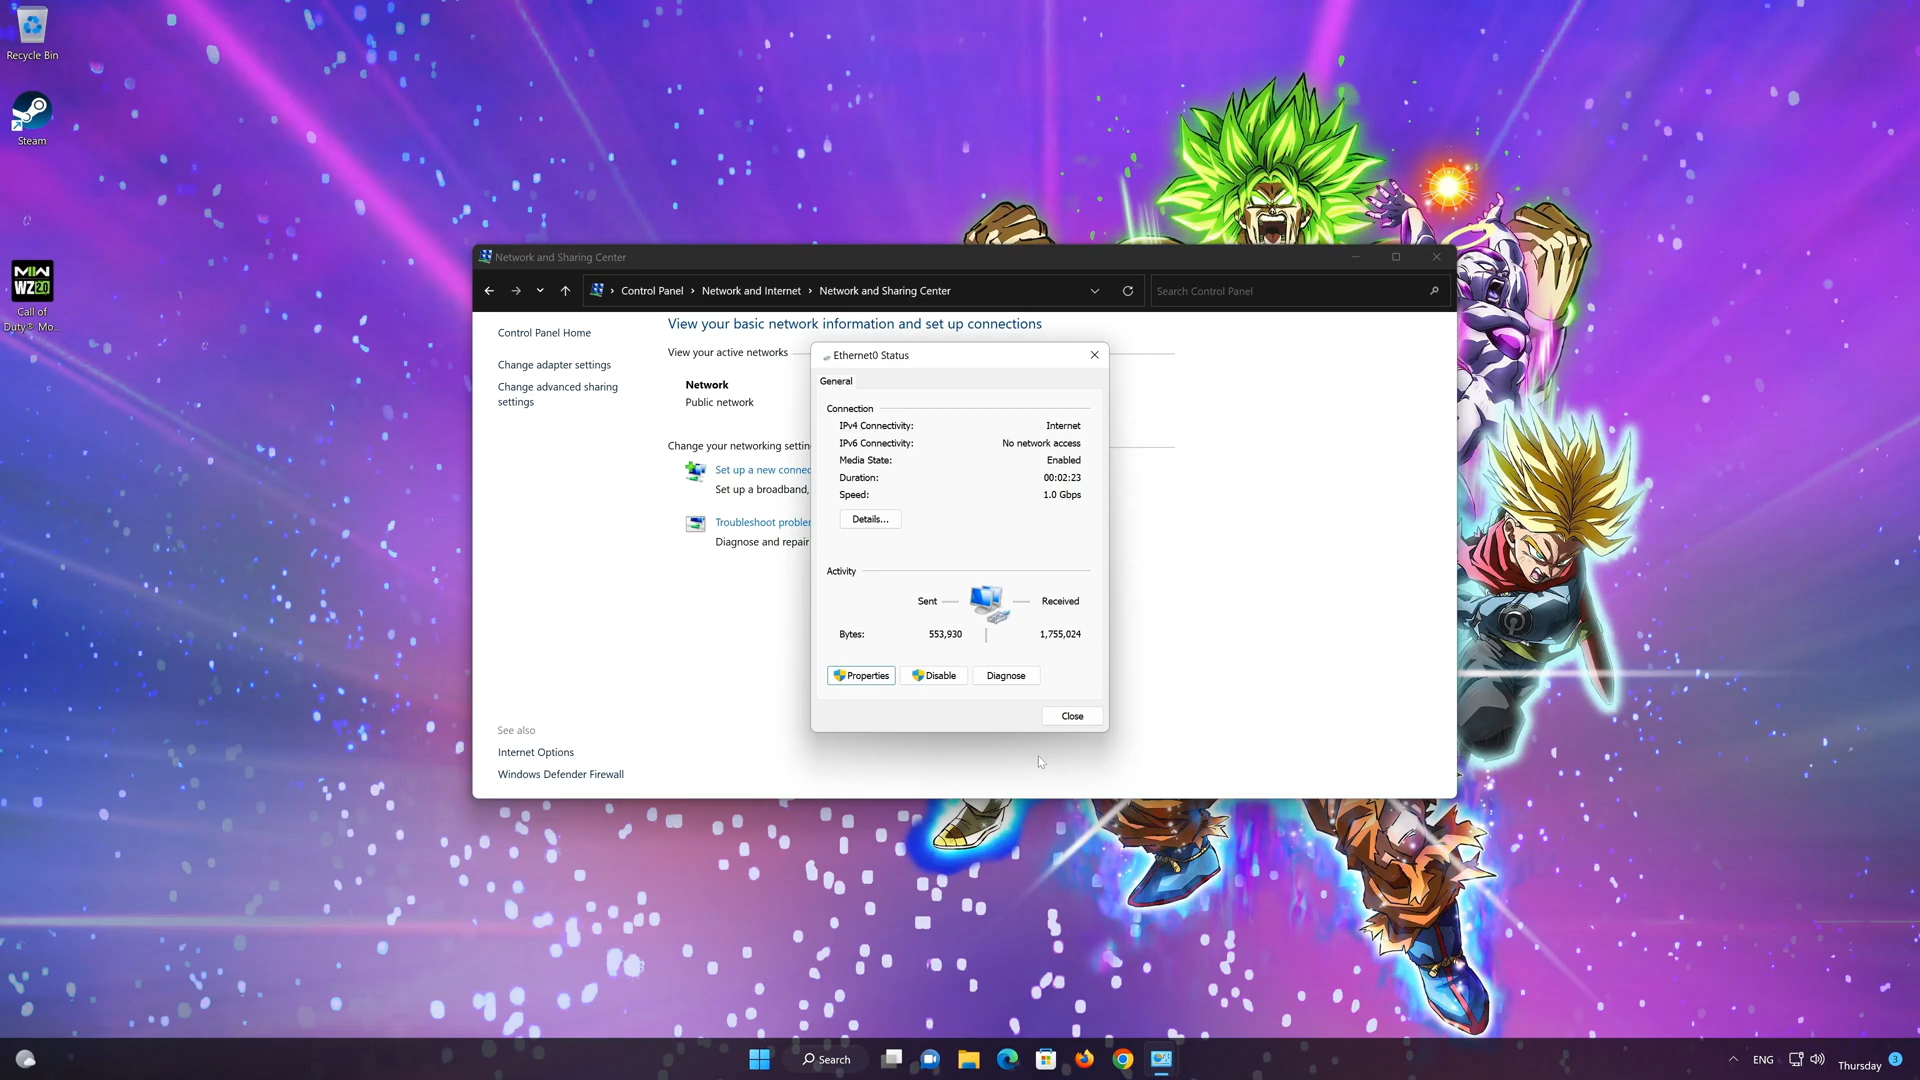 Recycle Bin
Steam
MW
WZ 2.0
Call of
Duty® Mo...
Network and Sharing Center
Control Panel
Network and Internet
Network and Sharing Center
Search Control Panel
Control Panel Home
Change adapter settings
Change advanced sharing
settings
See also
Internet Options
Windows Defender Firewall
View your basic network information and set up connections
View your active networks
Network
Public network
Change your networking settin
Set up a new connec
Set up a broadband,
Troubleshoot probler
Diagnose and repair
Ethernet0 Status
General
Connection
IPv4 Connectivity: Internet
IPv6 Connectivity: No network access
Media State: Enabled
Duration: 00:02:23
Speed: 1.0 Gbps
Details...
Activity
Sent Received
Bytes: 553,930 1,755,024
Properties Disable Diagnose
Close
Search
ENG
Thursday
3